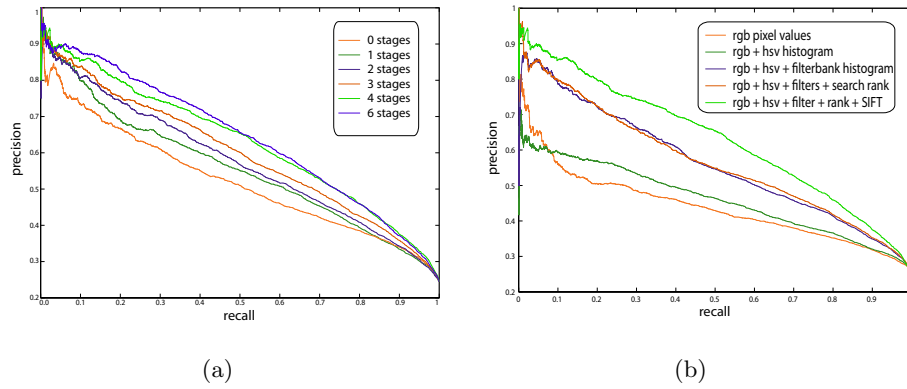 1
0.9
0.8
0.7
0.6
0.5
0.4
0.3
0.2
precision
0.0 0.1 0.2 0.3 0.4 0.5 0.6 0.7 0.8 0.9 1
recall
0 stages
1 stages
2 stages
3 stages
4 stages
6 stages
(a)
1
0.9
0.8
0.7
0.6
0.5
0.4
0.3
0.2
precision
0.0 0.1 0.2 0.3 0.4 0.5 0.6 0.7 0.8 0.9
recall
rgb pixel values
rgb + hsv histogram
rgb + hsv + filterbank histogram
rgb + hsv + filters + search rank
rgb + hsv + filter + rank + SIFT
(b)